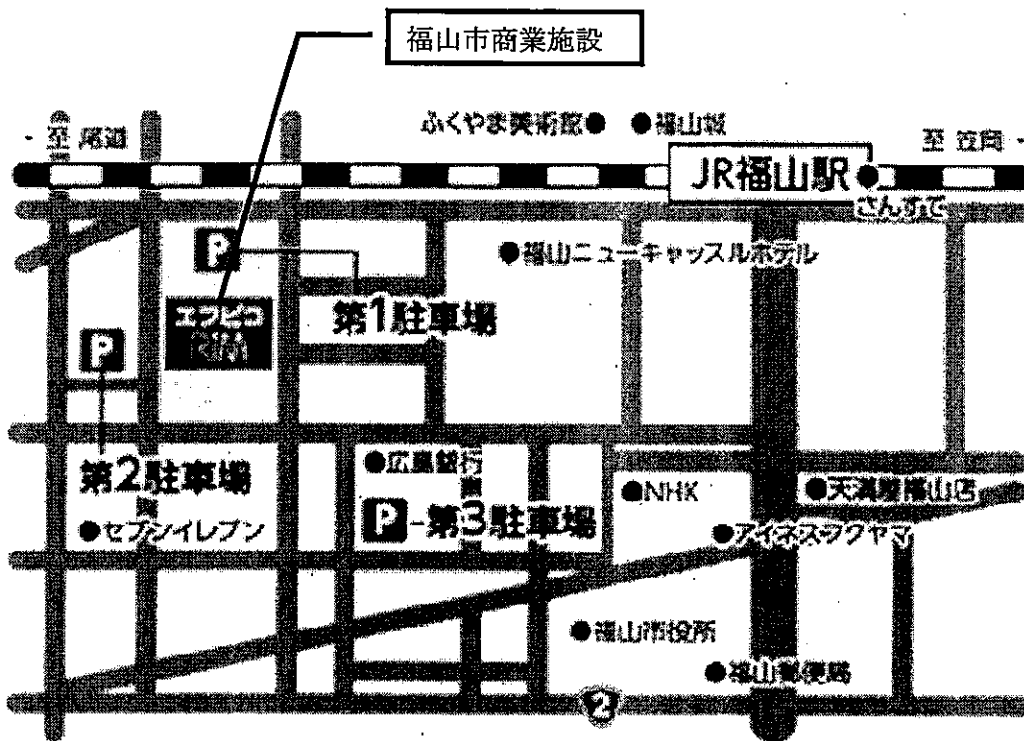 福山市商業施設
ふくやま美術館● ●福山城
至 尾道
至 笠岡
JR福山駅
さんすて
P
●福山ニューキャッスルホテル
エフピコ
RiM
第1駐車場
P
第2駐車場
●広島銀行
●NHK
●天満屋福山店
P-第3駐車場
●セブンイレブン
●アイネスフクヤマ
●福山市役所
●福山郵便局
2